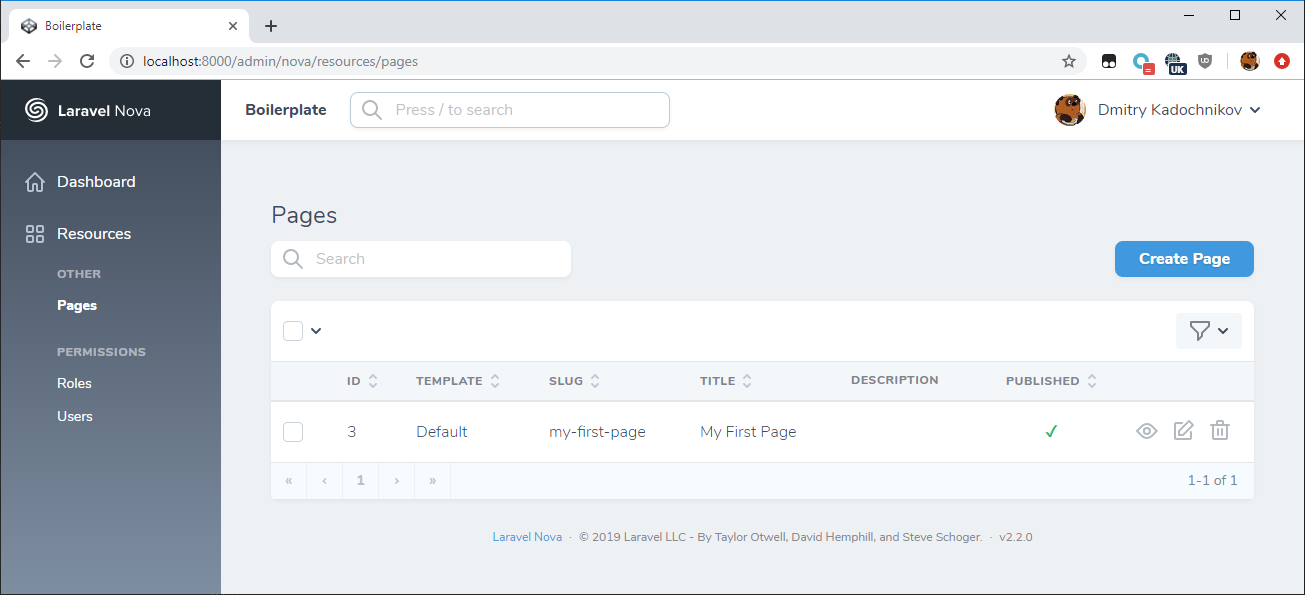 Boilerplate
localhost:8000/admin/nova/resources/pages
UK
UO
Laravel Nova
Boilerplate
Press / to search
Dmitry Kadochnikov
Dashboard
Resources
OTHER
Pages
PERMISSIONS
Roles
Users
Pages
Search
Create Page
ID TEMPLATE SLUG TITLE DESCRIPTION PUBLISHED
3 Default my-first-page My First Page ✓
« ‹ 1 › » 1-1 of 1
Laravel Nova · © 2019 Laravel LLC - By Taylor Otwell, David Hemphill, and Steve Schoger. · v2.2.0